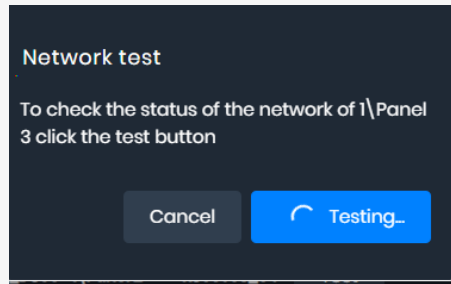 Network test
To check the status of the network of 1\Panel
3 click the test button
Cancel
Testing...